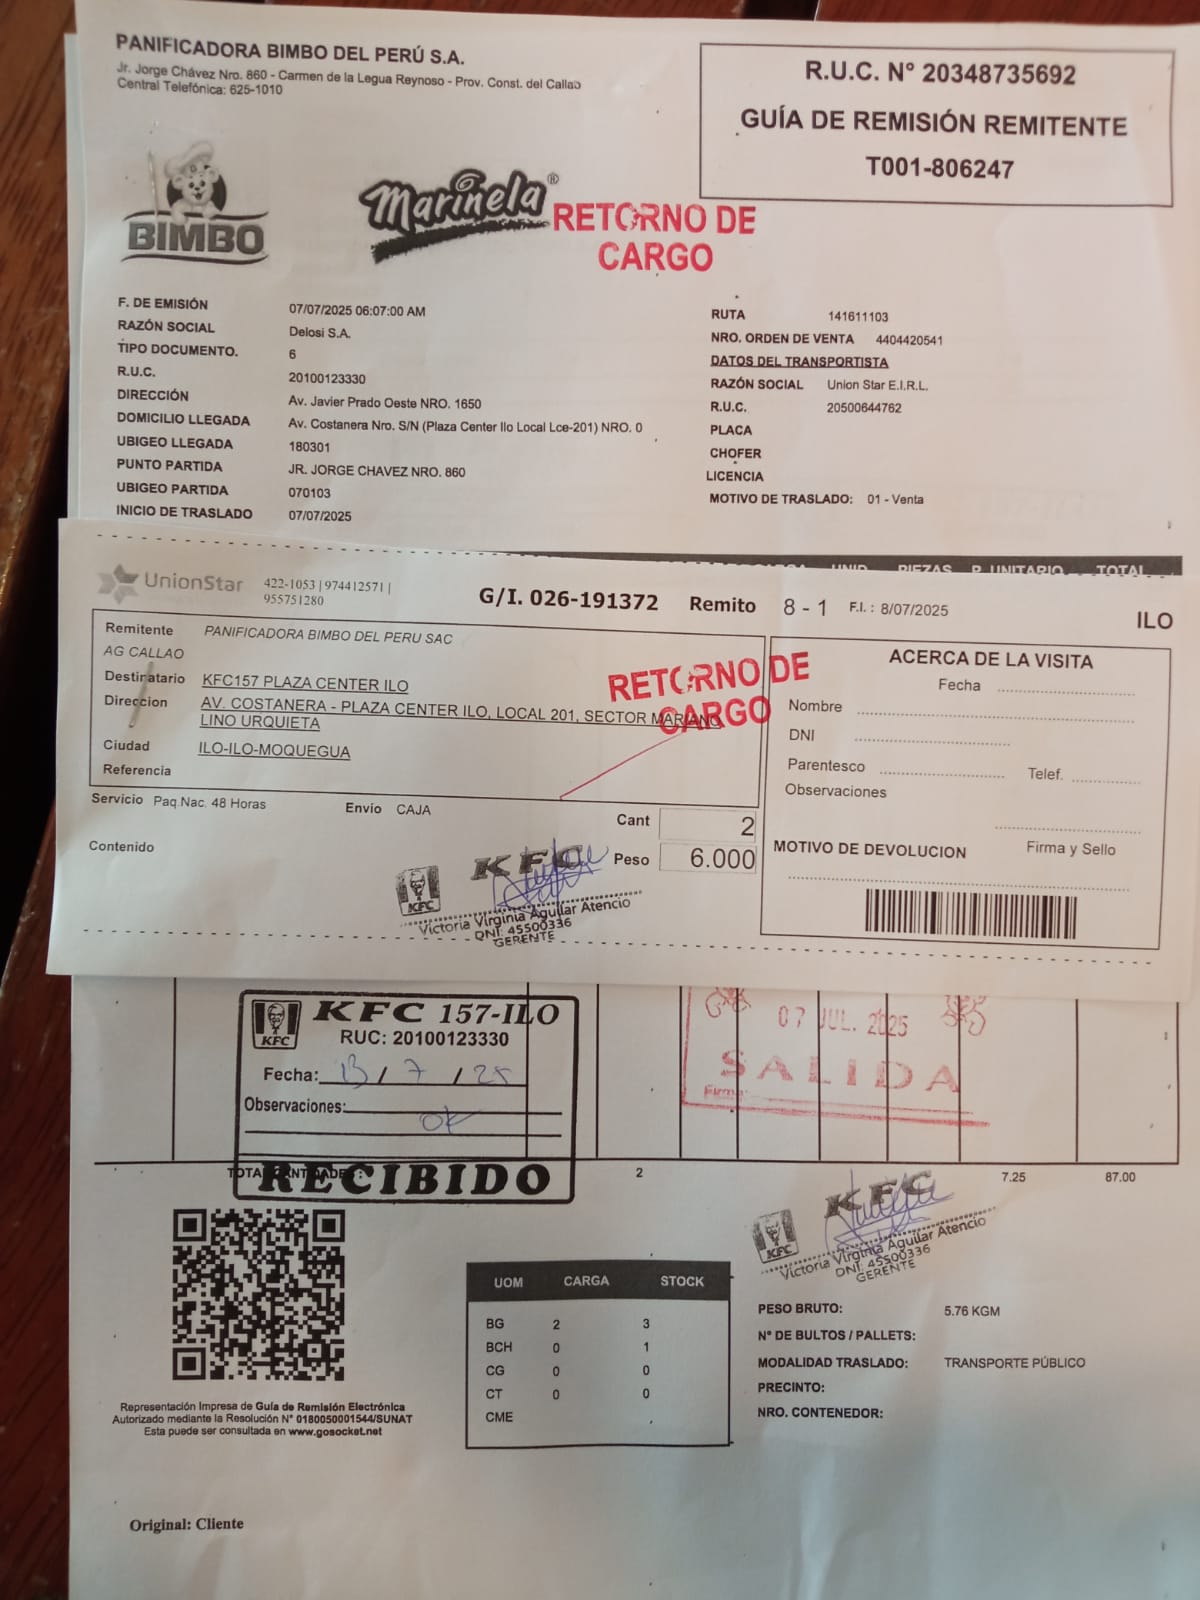 PANIFICADORA BIMBO DEL PERÚ S.A.
Jr. Jorge Chávez Nro. 860 - Carmen de la Legua Reynoso - Prov. Const. del Callao
Central Telefónica: 625-1010
R.U.C. N° 20348735692
GUÍA DE REMISIÓN REMITENTE
T001-806247
BIMBO
Marinela®
RETORNO DE
CARGO
F. DE EMISIÓN 07/07/2025 06:07:00 AM
RAZÓN SOCIAL Delosi S.A.
TIPO DOCUMENTO. 6
R.U.C. 20100123330
DIRECCIÓN Av. Javier Prado Oeste NRO. 1650
DOMICILIO LLEGADA Av. Costanera Nro. S/N (Plaza Center Ilo Local Lce-201) NRO. 0
UBIGEO LLEGADA 180301
PUNTO PARTIDA JR. JORGE CHAVEZ NRO. 860
UBIGEO PARTIDA 070103
INICIO DE TRASLADO 07/07/2025
RUTA 141611103
NRO. ORDEN DE VENTA 4404420541
DATOS DEL TRANSPORTISTA
RAZÓN SOCIAL Union Star E.I.R.L.
R.U.C. 20500644762
PLACA
CHOFER
LICENCIA
MOTIVO DE TRASLADO: 01 - Venta
UNID. PIEZAS P. UNITARIO TOTAL
UnionStar 422-1053 | 974412571 |
955751280
G/I. 026-191372 Remito 8 - 1 F.I. : 8/07/2025
ILO
Remitente PANIFICADORA BIMBO DEL PERU SAC
AG CALLAO
Destinatario KFC157 PLAZA CENTER ILO
Direccion AV. COSTANERA - PLAZA CENTER ILO, LOCAL 201, SECTOR MARIANO
LINO URQUIETA
Ciudad ILO-ILO-MOQUEGUA
Referencia
RETORNO DE
CARGO
Servicio Paq.Nac. 48 Horas Envio CAJA
Cant 2
Peso 6.000
Contenido
KFC
KFC
Victoria Virginia Aguilar Atencio
DNI: 45500336
GERENTE
ACERCA DE LA VISITA
Fecha
Nombre
DNI
Parentesco Telef.
Observaciones
MOTIVO DE DEVOLUCION Firma y Sello
KFC
KFC 157-ILO
RUC: 20100123330
Fecha: 13 / 7 / 25
Observaciones:
OK
RECIBIDO
07 JUL. 2025
SALIDA
Firma:
TOTAL CANTIDADES : 2 7.25 87.00
KFC
KFC
Victoria Virginia Aguilar Atencio
DNI: 45500336
GERENTE
UOM CARGA STOCK
BG 2 3
BCH 0 1
CG 0 0
CT 0 0
CME
PESO BRUTO: 5.76 KGM
N° DE BULTOS / PALLETS:
MODALIDAD TRASLADO: TRANSPORTE PÚBLICO
PRECINTO:
NRO. CONTENEDOR:
Representación Impresa de Guía de Remisión Electrónica
Autorizado mediante la Resolución N° 0180050001544/SUNAT
Esta puede ser consultada en www.gosocket.net
Original: Cliente